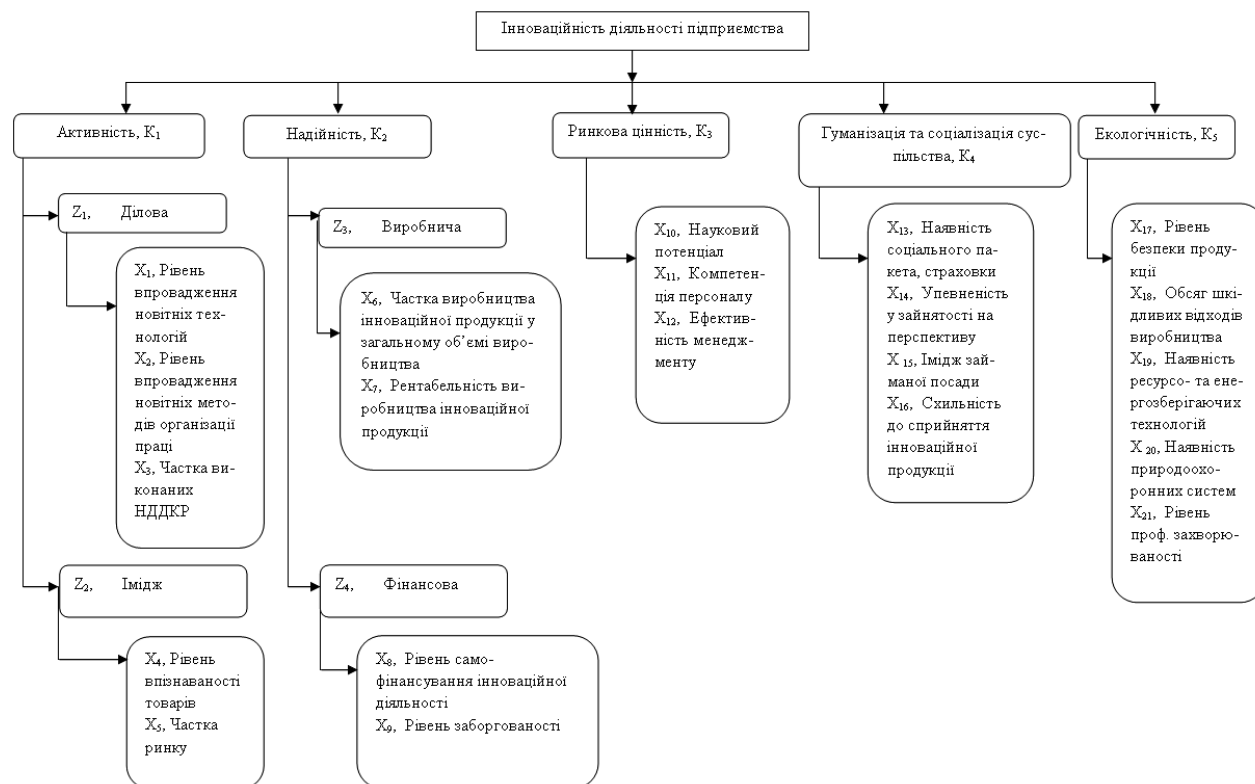 Інноваційність діяльності підприємства
Активність, K₁
Надійність, K₂
Ринкова цінність, K₃
Гуманізація та соціалізація сус-
пільства, K₄
Екологічність, K₅
Z₁, Ділова
X₁, Рівень
впровадження
новітніх тех-
нологій
X₂, Рівень
впровадження
новітніх мето-
дів організації
праці
X₃, Частка ви-
конаних
НДДКР
Z₂, Імідж
X₄, Рівень
впізнаваності
товарів
X₅, Частка
ринку
Z₃, Виробнича
X₆, Частка виробництва
інноваційної продукції у
загальному об’ємі виро-
бництва
X₇, Рентабельність ви-
робництва інноваційної
продукції
Z₄, Фінансова
X₈, Рівень само-
фінансування інноваційної
діяльності
X₉, Рівень заборгованості
X₁₀, Науковий
потенціал
X₁₁, Компетен-
ція персоналу
X₁₂, Ефектив-
ність менедж-
менту
X₁₃, Наявність
соціального па-
кета, страховки
X₁₄, Упевненість
у зайнятості на
перспективу
X ₁₅, Імідж зай-
маної посади
X₁₆, Схильність
до сприйняття
інноваційної
продукції
X₁₇, Рівень
безпеки проду-
кції
X₁₈, Обсяг шкі-
дливих відходів
виробництва
X₁₉, Наявність
ресурсо- та ене-
ргозберігаючих
технологій
X ₂₀, Наявність
природоохо-
ронних систем
X₂₁, Рівень
проф. захворю-
ваності